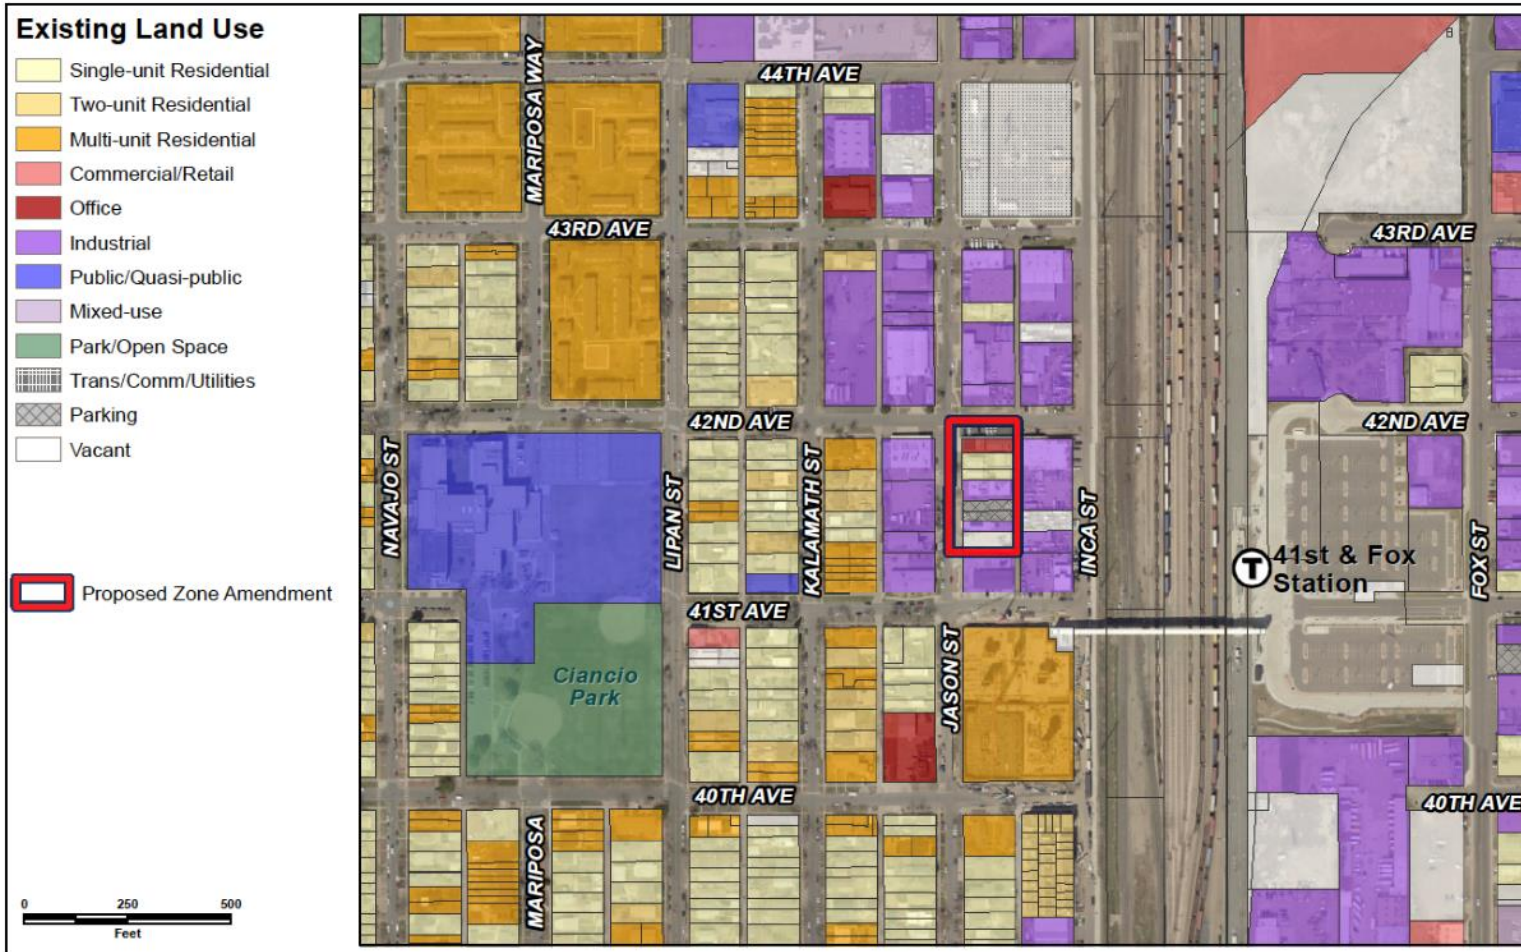 Existing Land Use
Single-unit Residential
Two-unit Residential
Multi-unit Residential
Commercial/Retail
Office
Industrial
Public/Quasi-public
Mixed-use
Park/Open Space
Trans/Comm/Utilities
Parking
Vacant
Proposed Zone Amendment
0 250 500
Feet
MARIPOSA WAY
44TH AVE
43RD AVE
43RD AVE
42ND AVE
42ND AVE
NAVAJO ST
LIPAN ST
KALAMATH ST
INCA ST
FOX ST
T
41st & Fox
Station
41ST AVE
JASON ST
Ciancio
Park
40TH AVE
40TH AVE
MARIPOSA